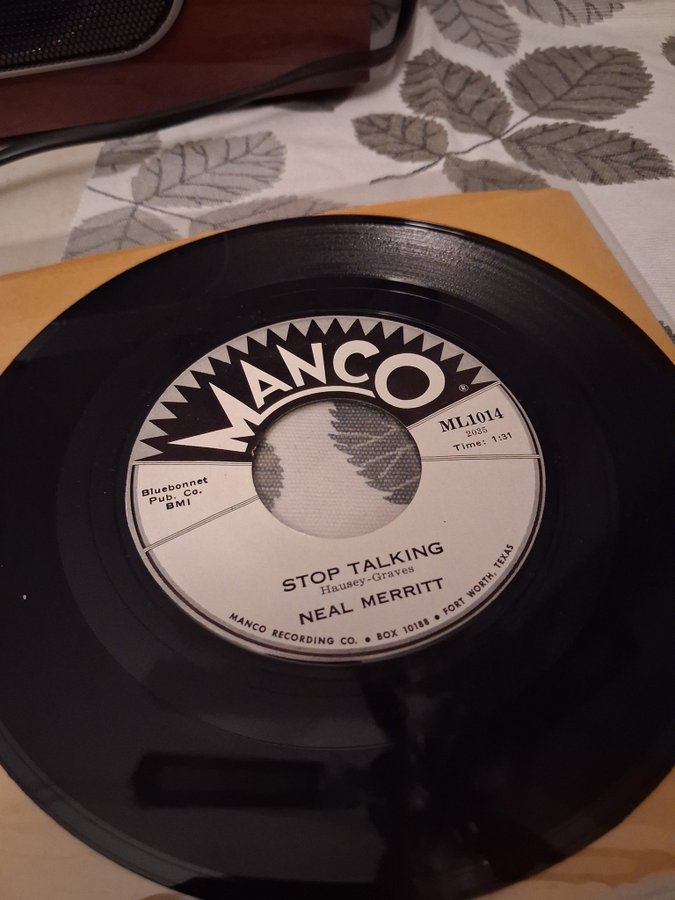 MANCO
®
ML1014
2035
Time: 1:31
Bluebonnet
Pub. Co.
BMI
STOP TALKING
Hausey-Graves
NEAL MERRITT
MANCO RECORDING CO. • BOX 10188 • FORT WORTH, TEXAS